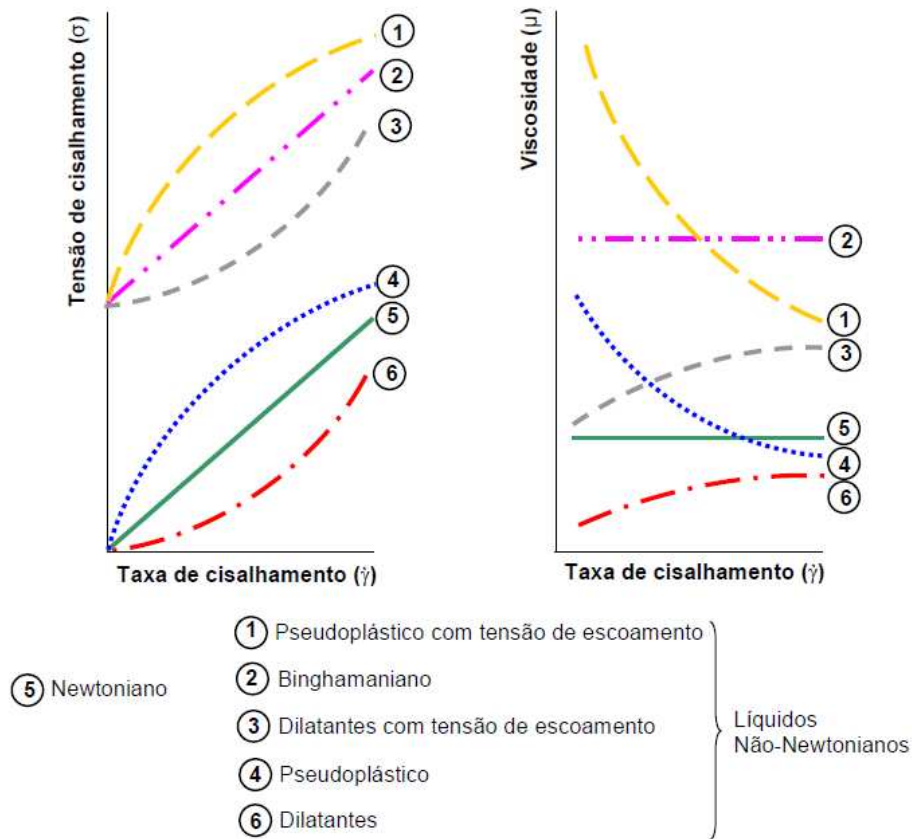 Tensão de cisalhamento (σ)
1
2
3
4
5
6
Taxa de cisalhamento (γ̇)
Viscosidade (μ)
2
1
3
5
4
6
Taxa de cisalhamento (γ̇)
5 Newtoniano
1 Pseudoplástico com tensão de escoamento
2 Binghamaniano
3 Dilatantes com tensão de escoamento
4 Pseudoplástico
6 Dilatantes
Líquidos
Não-Newtonianos